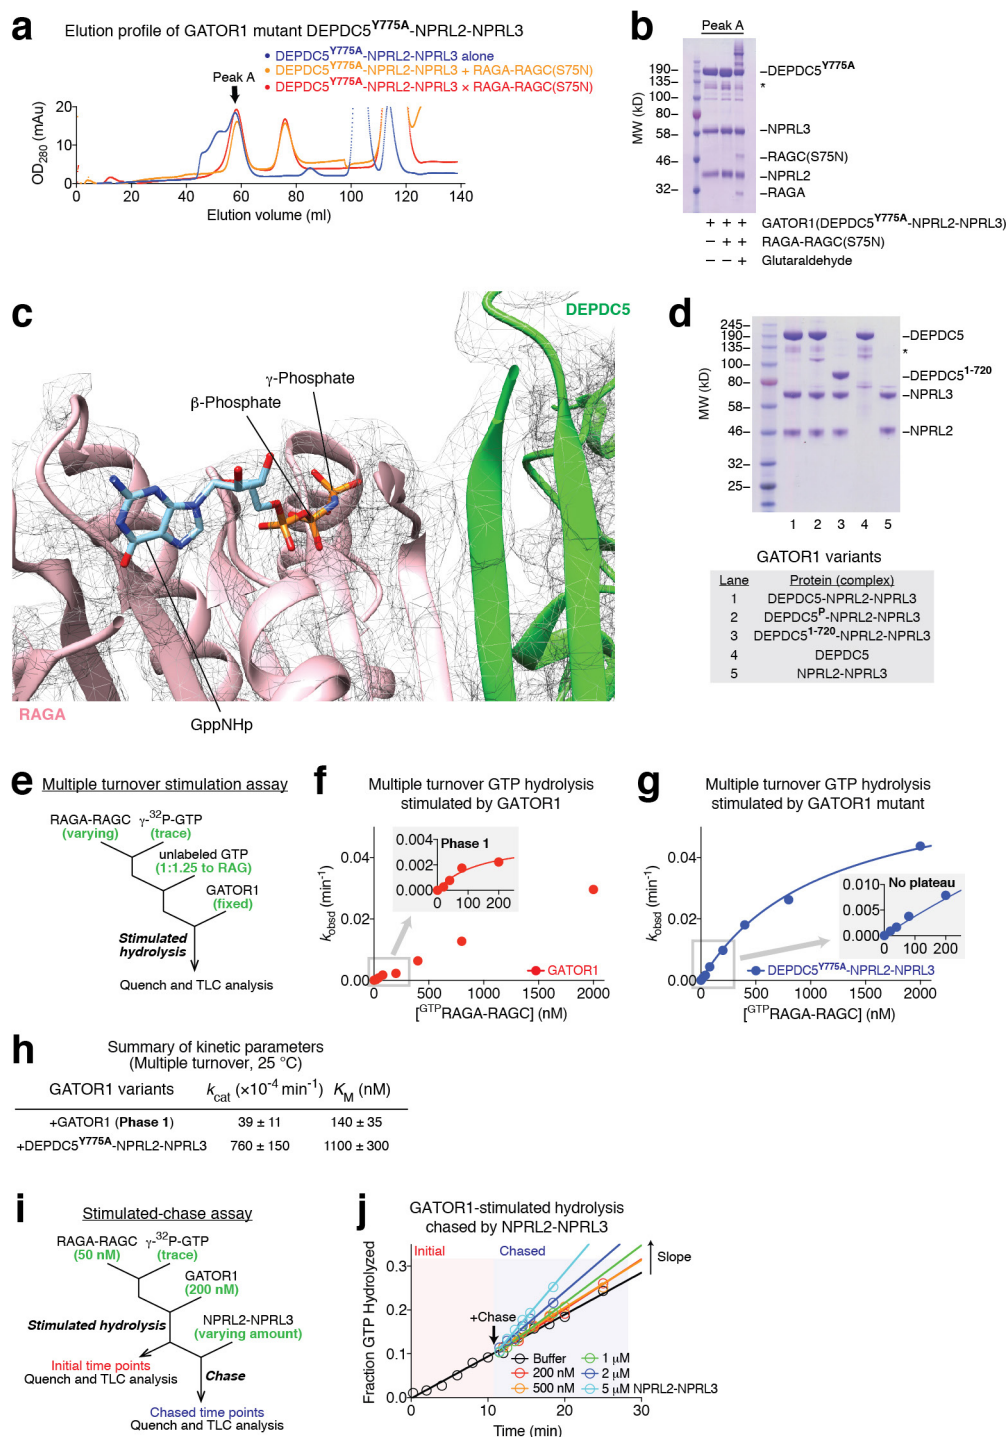 a
Elution profile of GATOR1 mutant DEPDC5Y775A-NPRL2-NPRL3
• DEPDC5Y775A-NPRL2-NPRL3 alone
• DEPDC5Y775A-NPRL2-NPRL3 + RAGA-RAGC(S75N)
• DEPDC5Y775A-NPRL2-NPRL3 × RAGA-RAGC(S75N)
Peak A
OD280 (mAu)
20
10
0
0 20 40 60 80 100 120 140
Elution volume (ml)
b
Peak A
MW (kD)
190–
135–
100–
80–
58–
46–
32–
–DEPDC5Y775A
*
–NPRL3
–RAGC(S75N)
–NPRL2
–RAGA
+ + + GATOR1(DEPDC5Y775A-NPRL2-NPRL3)
– + + RAGA-RAGC(S75N)
– – + Glutaraldehyde
c
DEPDC5
γ-Phosphate
β-Phosphate
RAGA
GppNHp
d
MW (kD)
245–
190–
135–
100–
80–
58–
46–
32–
25–
–DEPDC5
*
–DEPDC51-720
–NPRL3
–NPRL2
1 2 3 4 5
GATOR1 variants
Lane Protein (complex)
1 DEPDC5-NPRL2-NPRL3
2 DEPDC5P-NPRL2-NPRL3
3 DEPDC51-720-NPRL2-NPRL3
4 DEPDC5
5 NPRL2-NPRL3
e
Multiple turnover stimulation assay
RAGA-RAGC γ-32P-GTP
(varying) (trace)
unlabeled GTP
(1:1.25 to RAG)
GATOR1
(fixed)
Stimulated
hydrolysis
Quench and TLC analysis
f
Multiple turnover GTP hydrolysis
stimulated by GATOR1
kobsd (min-1)
0.04
0.02
0.00
0.004
0.002
0.000
Phase 1
0 100 200
GATOR1
0 500 1000 1500 2000
[GTPRAGA-RAGC] (nM)
g
Multiple turnover GTP hydrolysis
stimulated by GATOR1 mutant
kobsd (min-1)
0.04
0.02
0.00
0.010
0.005
0.000
No plateau
0 100 200
DEPDC5Y775A-NPRL2-NPRL3
0 500 1000 1500 2000
[GTPRAGA-RAGC] (nM)
h
Summary of kinetic parameters
(Multiple turnover, 25 °C)
GATOR1 variants kcat (×10-4 min-1) KM (nM)
+GATOR1 (Phase 1) 39 ± 11 140 ± 35
+DEPDC5Y775A-NPRL2-NPRL3 760 ± 150 1100 ± 300
i
Stimulated-chase assay
RAGA-RAGC γ-32P-GTP
(50 nM) (trace)
GATOR1
(200 nM)
Stimulated hydrolysis
NPRL2-NPRL3
(varying amount)
Initial time points
Quench and TLC analysis
Chase
Chased time points
Quench and TLC analysis
j
GATOR1-stimulated hydrolysis
chased by NPRL2-NPRL3
Fraction GTP Hydrolyzed
0.3
0.2
0.1
0.0
Initial
Chased
Slope
+Chase
Buffer
200 nM
500 nM
1 µM
2 µM
5 µM NPRL2-NPRL3
0 10 20 30
Time (min)